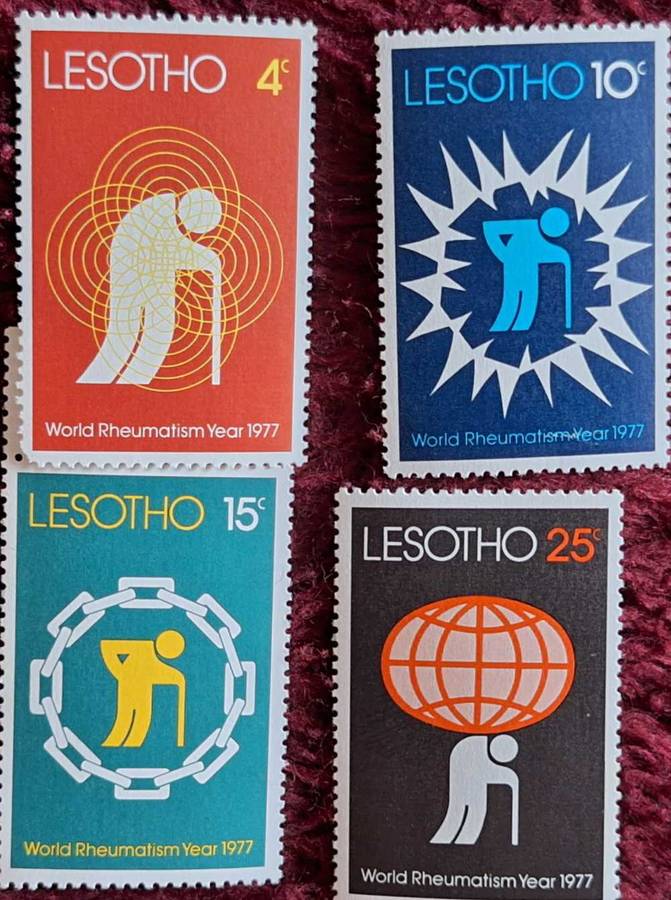 LESOTHO 4c
World Rheumatism Year 1977
LESOTHO 10c
World Rheumatism Year 1977
LESOTHO 15c
World Rheumatism Year 1977
LESOTHO 25c
World Rheumatism Year 1977